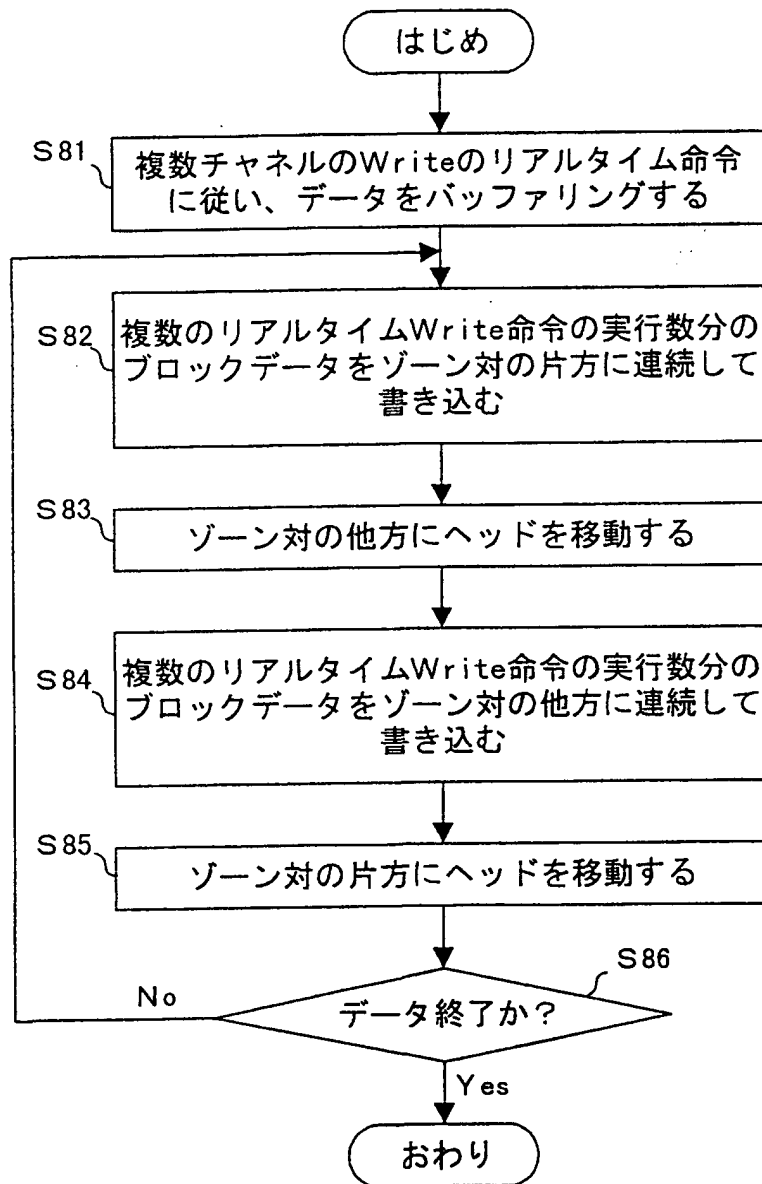 はじめ
S81
複数チャネルのWriteのリアルタイム命令
に従い、データをバッファリングする
S82
複数のリアルタイムWrite命令の実行数分の
ブロックデータをゾーン対の片方に連続して
書き込む
S83
ゾーン対の他方にヘッドを移動する
S84
複数のリアルタイムWrite命令の実行数分の
ブロックデータをゾーン対の他方に連続して
書き込む
S85
ゾーン対の片方にヘッドを移動する
S86
データ終了か?
No
Yes
おわり